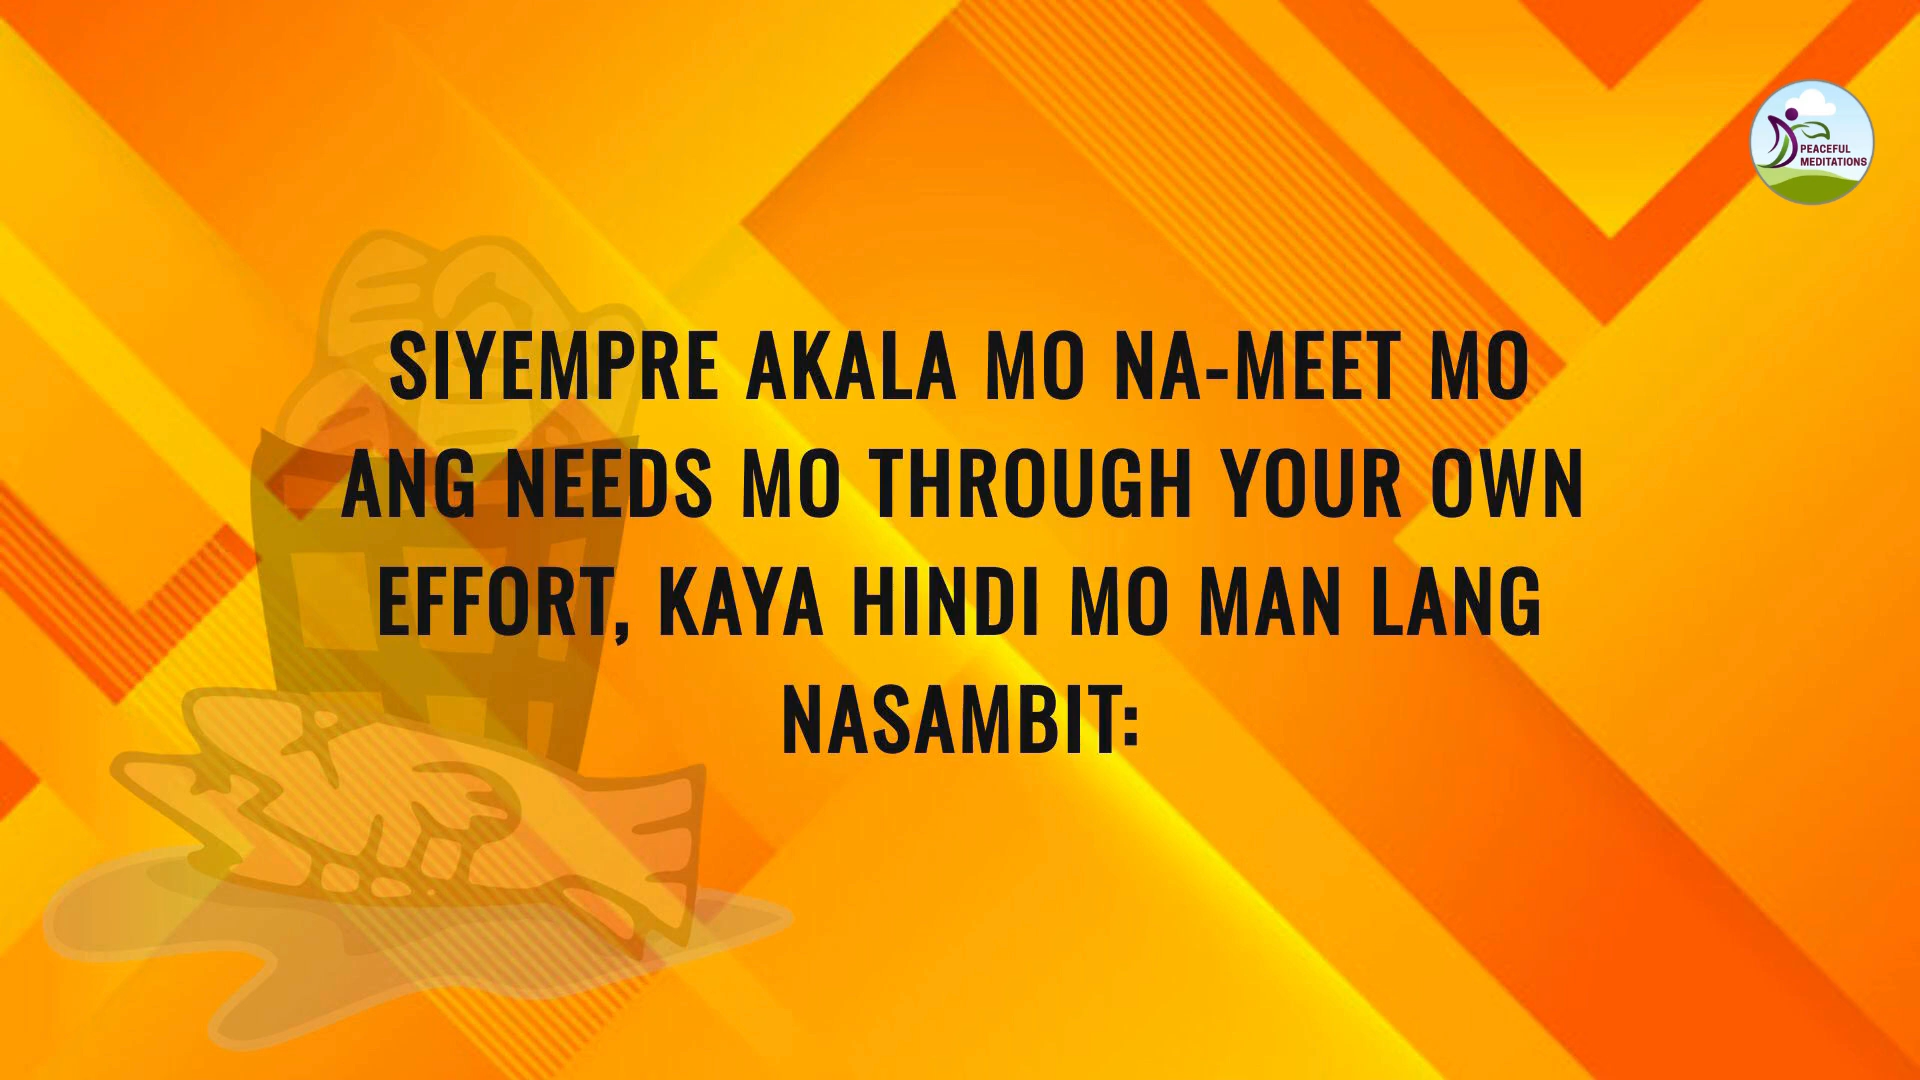 PEACEFUL
MEDITATIONS
SIYEMPRE AKALA MO NA-MEET MO
ANG NEEDS MO THROUGH YOUR OWN
EFFORT, KAYA HINDI MO MAN LANG
NASAMBIT: